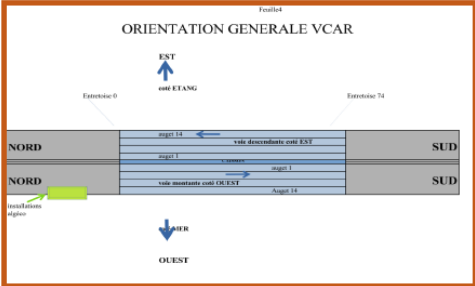 Feuille4
ORIENTATION GENERALE VCAR
EST
coté ETANG
Entretoise 0
Entretoise 74
auget 14
voie descendante coté EST
NORD
SUD
auget 1
auget 1
NORD
SUD
voie montante coté OUEST
Auget 14
installations
algéco
MER
OUEST